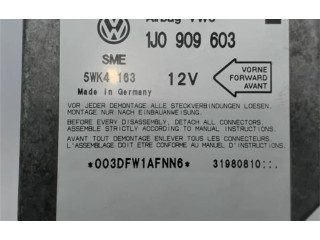 Airbag VW5
1J0 909 603
SME
5WK4 163
12V
Made in Germany
VORNE
FORWARD
AVANT
VOR JEDER DEMONTAGE ALLE STECKVERBINDUNGEN LOESEN.
MONTAGE NUR NACH EINBAUANWEISUNG.
BEFORE EVERY DISASSEMBLY, DETACH ALL CONNECTORS.
ASSEMBLE STRICTLY ACCORDING TO MANUAL INSTRUCTIONS.
AVANT TOUT DEMONTAGE ENLEVER TOUS LES CONNECTEURS.
ASSEMBLAGE CONFORME AU MANUEL D'INSTRUCTIONS.
*003DFW1AFNN6*
31980810::.